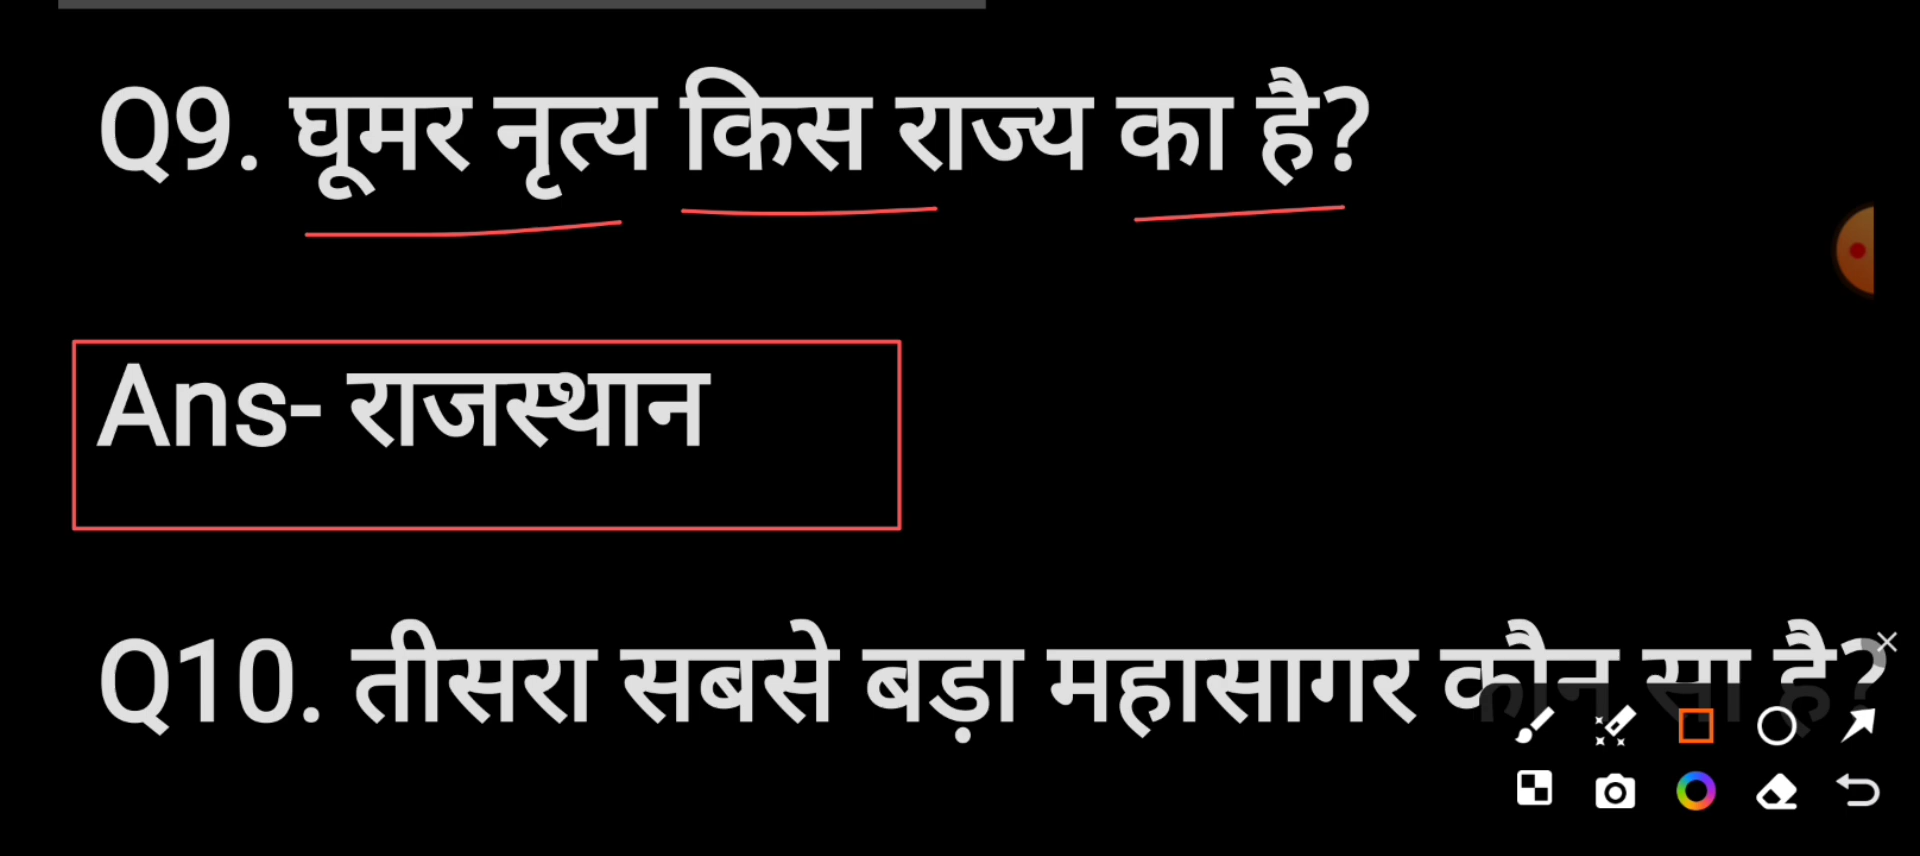 Q9. घूमर नृत्य किस राज्य का है?
Ans- राजस्थान
Q10. तीसरा सबसे बड़ा महासागर कौन सा है?